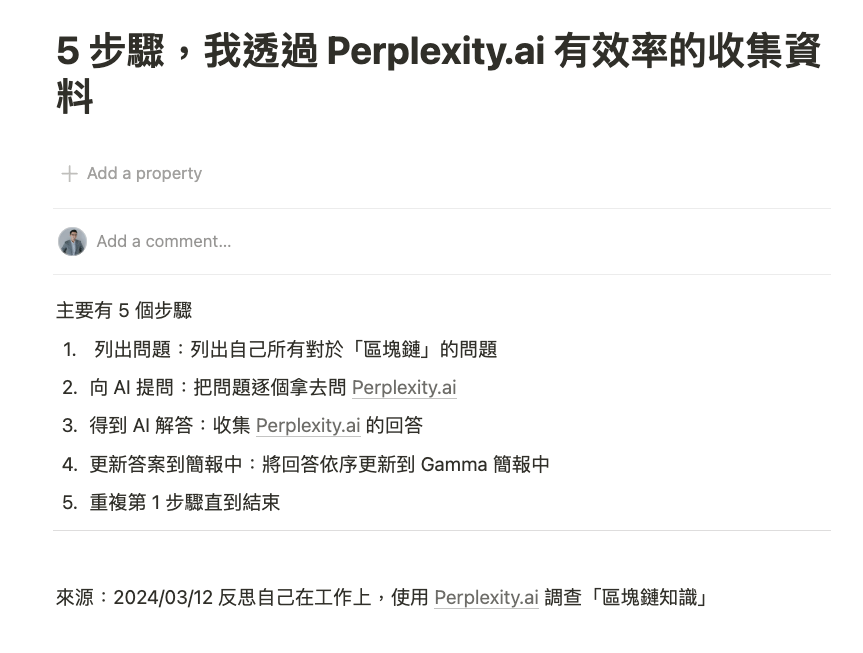 5 步驟，我透過 Perplexity.ai 有效率的收集資
料
Add a property
Add a comment...
主要有 5 個步驟
1. 列出問題：列出自己所有對於「區塊鏈」的問題
2. 向 AI 提問：把問題逐個拿去問 Perplexity.ai
3. 得到 AI 解答：收集 Perplexity.ai 的回答
4. 更新答案到簡報中：將回答依序更新到 Gamma 簡報中
5. 重複第 1 步驟直到結束
來源：2024/03/12 反思自己在工作上，使用 Perplexity.ai 調查「區塊鏈知識」